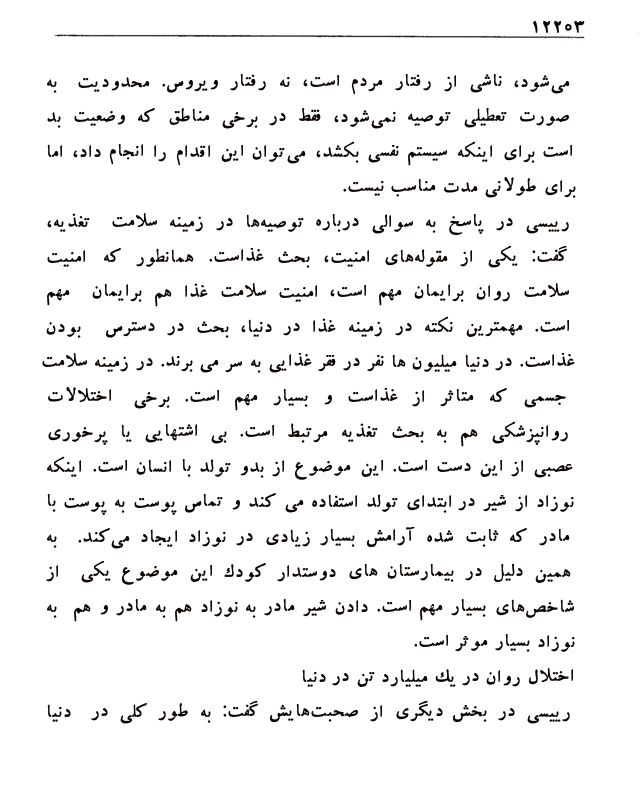 ۱۲۲۰۳
می‌شود، ناشی از رفتار مردم است، نه رفتار ویروس. محدودیت به
صورت تعطیلی توصیه نمی‌شود، فقط در برخی مناطق که وضعیت بد
است برای اینکه سیستم نفسی بکشد، می‌توان این اقدام را انجام داد، اما
برای طولانی مدت مناسب نیست.
رییسی در پاسخ به سوالی درباره توصیه‌ها در زمینه سلامت تغذیه،
گفت: یکی از مقوله‌های امنیت، بحث غذاست. همانطور که امنیت
سلامت روان برایمان مهم است، امنیت سلامت غذا هم برایمان مهم
است. مهمترین نکته در زمینه غذا در دنیا، بحث در دسترس بودن
غذاست. در دنیا میلیون ها نفر در فقر غذایی به سر می برند. در زمینه سلامت
جسمی که متاثر از غذاست و بسیار مهم است. برخی اختلالات
روانپزشکی هم به بحث تغذیه مرتبط است. بی اشتهایی یا پرخوری
عصبی از این دست است. این موضوع از بدو تولد با انسان است. اینکه
نوزاد از شیر در ابتدای تولد استفاده می کند و تماس پوست به پوست با
مادر که ثابت شده آرامش بسیار زیادی در نوزاد ایجاد می‌کند. به
همین دلیل در بیمارستان های دوستدار کودك این موضوع یکی از
شاخص‌های بسیار مهم است. دادن شیر مادر به نوزاد هم به مادر و هم به
نوزاد بسیار موثر است.
اختلال روان در یك میلیارد تن در دنیا
رییسی در بخش دیگری از صحبت‌هایش گفت: به طور کلی در دنیا